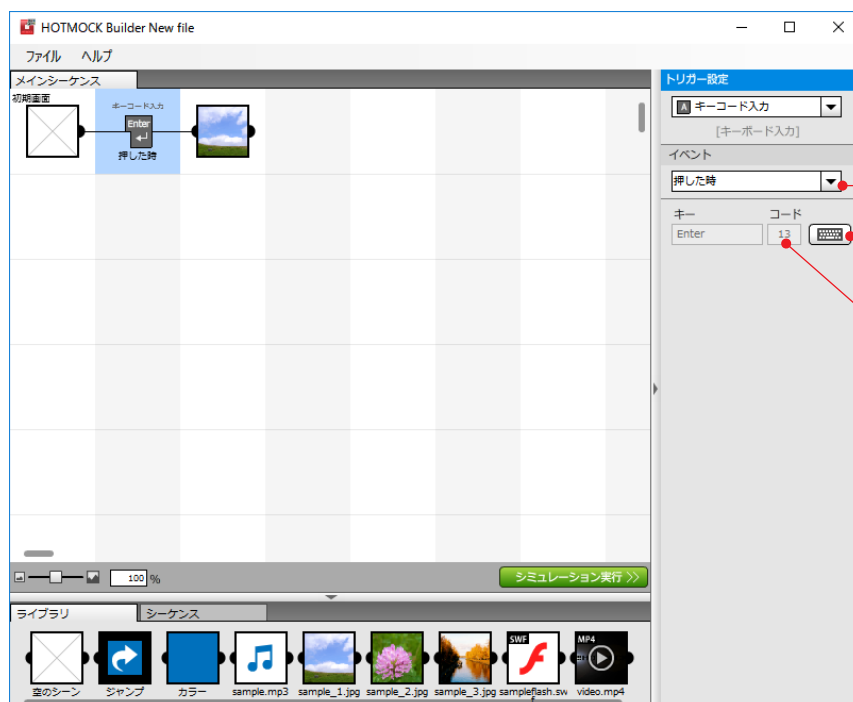 HOTMOCK Builder New file
ファイル ヘルプ
メインシーケンス
初期画面
キーコード入力
Enter
押した時
トリガー設定
A キーコード入力
[キーボード入力]
イベント
押した時
キー コード
Enter 13
100 %
シミュレーション実行
ライブラリ シーケンス
SWF MP4
空のシーン ジャンプ カラー sample.mp3 sample_1.jpg sample_2.jpg sample_3.jpg sampleflash.sw video.mp4
f